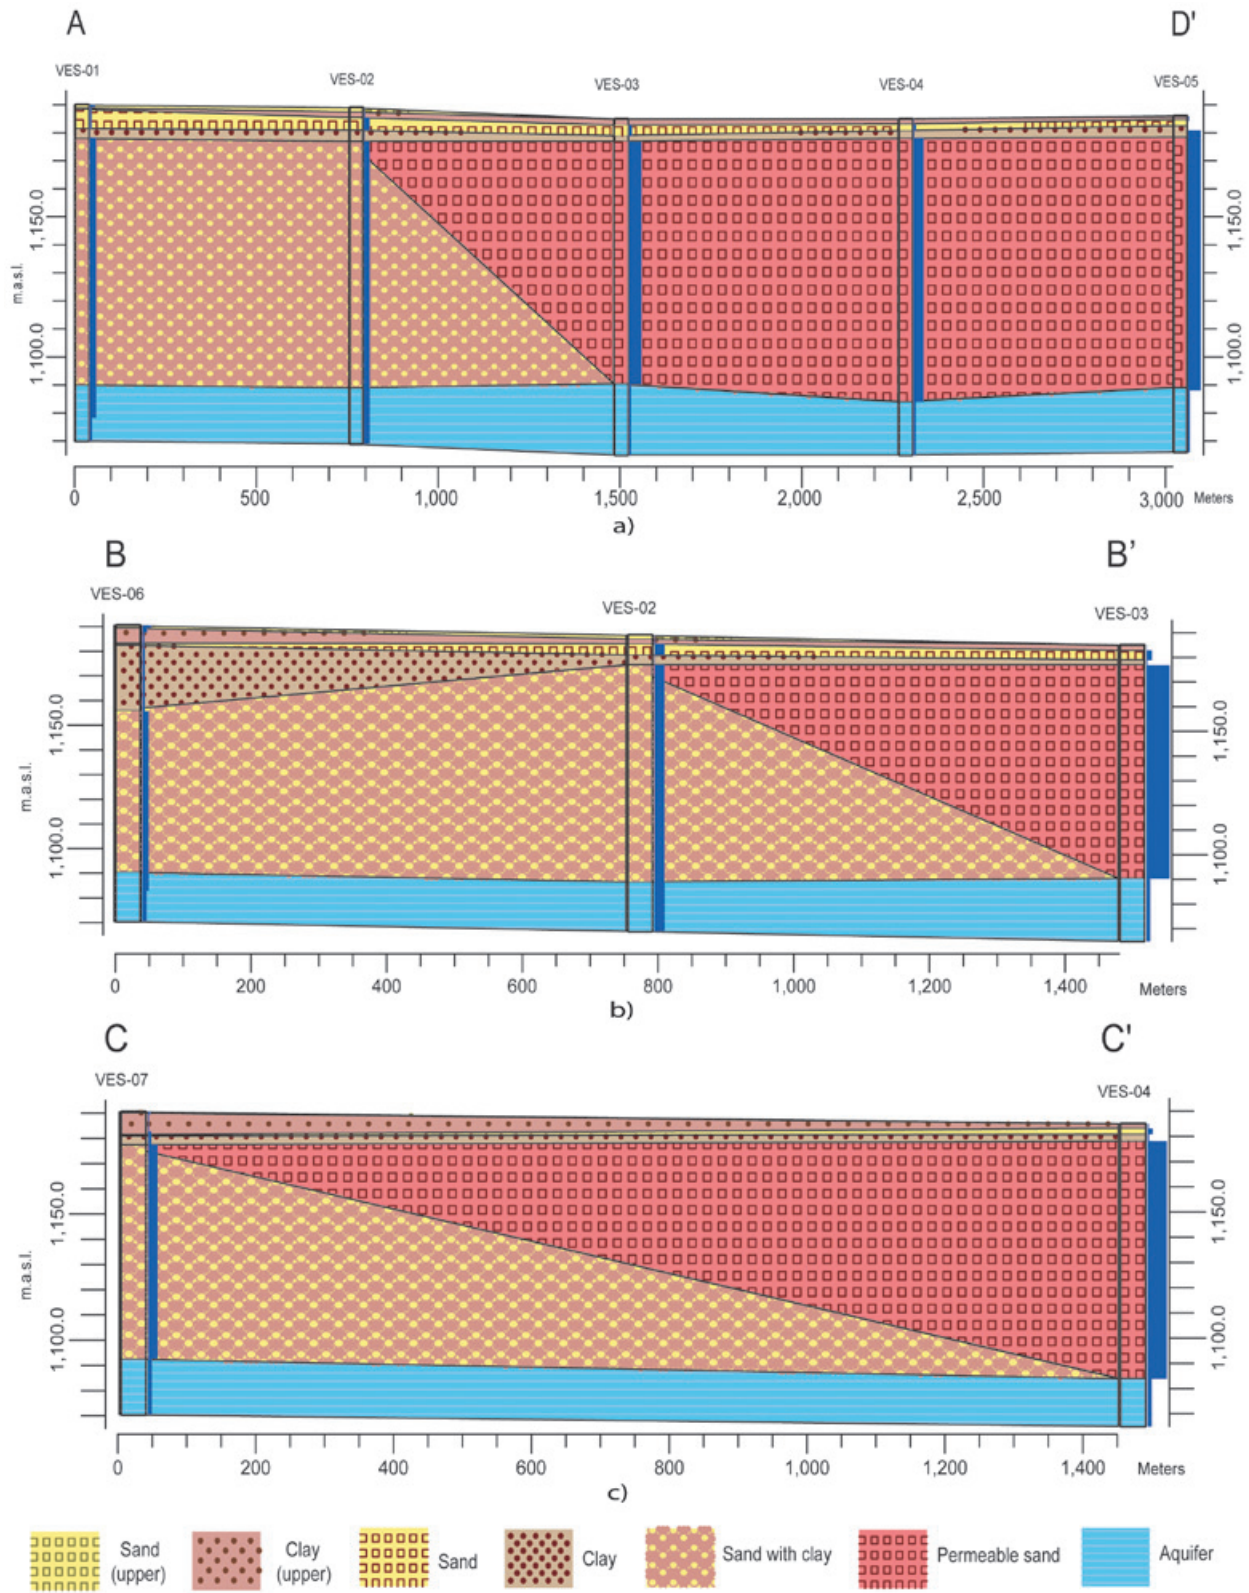 A D'
VES-01 VES-02 VES-03 VES-04 VES-05
m.a.s.l.
1,150.0
1,100.0
1,150.0
1,100.0
0 500 1,000 1,500 2,000 2,500 3,000 Meters
a)
B B’
VES-06 VES-02 VES-03
m.a.s.l.
1,150.0
1,100.0
1,150.0
1,100.0
0 200 400 600 800 1,000 1,200 1,400 Meters
b)
C C'
VES-07 VES-04
m.a.s.l.
1,150.0
1,100.0
1,150.0
1,100.0
0 200 400 600 800 1,000 1,200 1,400 Meters
c)
Sand
(upper)
Clay
(upper)
Sand
Clay
Sand with clay
Permeable sand
Aquifer